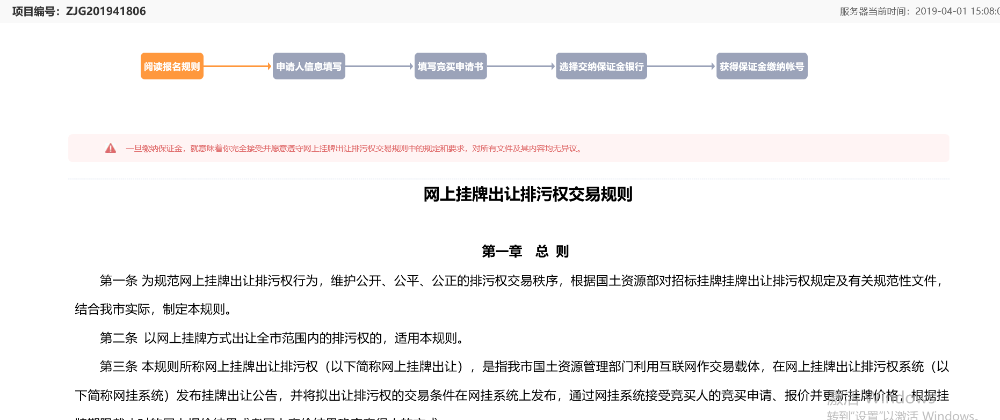 项目编号：ZJG201941806
服务器当前时间：2019-04-01 15:08:0
阅读报名规则
申请人信息填写
填写竞买申请书
选择交纳保证金银行
获得保证金缴纳帐号
一旦缴纳保证金，就意味着你完全接受并愿意遵守网上挂牌出让排污权交易规则中的规定和要求，对所有文件及其内容均无异议。
网上挂牌出让排污权交易规则
第一章 总 则
第一条 为规范网上挂牌出让排污权行为，维护公开、公平、公正的排污权交易秩序，根据国土资源部对招标挂牌挂牌出让排污权规定及有关规范性文件，
结合我市实际，制定本规则。
第二条 以网上挂牌方式出让全市范围内的排污权的，适用本规则。
第三条 本规则所称网上挂牌出让排污权（以下简称网上挂牌出让），是指我市国土资源管理部门利用互联网作交易载体，在网上挂牌出让排污权系统（以
下简称网挂系统）发布挂牌出让公告，并将拟出让排污权的交易条件在网挂系统上发布，通过网挂系统接受竞买人的竞买申请、报价并更新挂牌价格，根据挂
激活 Windows
转到"设置"以激活 Windows。